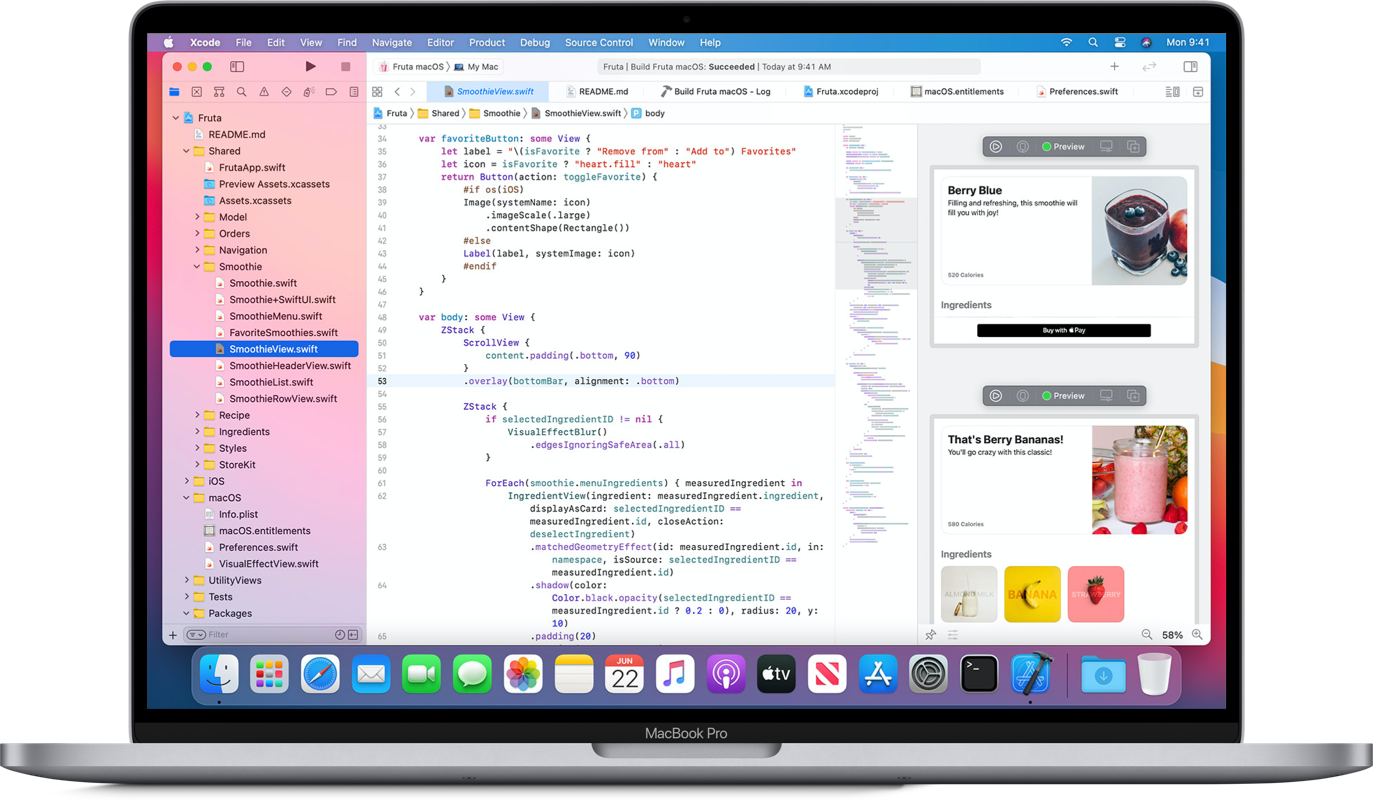 Xcode File Edit View Find Navigate Editor Product Debug Source Control Window Help Mon 9:41
Fruta macOS My Mac Fruta | Build Fruta macOS: Succeeded | Today at 9:41 AM
SmoothieView.swift README.md Build Fruta macOS - Log Fruta.xcodeproj macOS.entitlements Preferences.swift
Fruta Shared Smoothie SmoothieView.swift P body
Fruta
README.md
Shared
FrutaApp.swift
Preview Assets.xcassets
Assets.xcassets
Model
Orders
Navigation
Smoothie
Smoothie.swift
Smoothie+SwiftUI.swift
SmoothieMenu.swift
FavoriteSmoothies.swift
SmoothieView.swift
SmoothieHeaderView.swift
SmoothieList.swift
SmoothieRowView.swift
Recipe
Ingredients
Styles
StoreKit
iOS
macOS
Info.plist
macOS.entitlements
Preferences.swift
VisualEffectView.swift
UtilityViews
Tests
Packages
Filter
33
34 var favoriteButton: some View {
35 let label = "\(isFavorite ? "Remove from" : "Add to") Favorites"
36 let icon = isFavorite ? "heart.fill" : "heart"
37 return Button(action: toggleFavorite) {
38 #if os(iOS)
39 Image(systemName: icon)
40 .imageScale(.large)
41 .contentShape(Rectangle())
42 #else
43 Label(label, systemImage: icon)
44 #endif
45 }
46 }
47
48 var body: some View {
49 ZStack {
50 ScrollView {
51 content.padding(.bottom, 90)
52 }
53 .overlay(bottomBar, alignment: .bottom)
54
55 ZStack {
56 if selectedIngredientID != nil {
57 VisualEffectBlur()
58 .edgesIgnoringSafeArea(.all)
59 }
60
61 ForEach(smoothie.menuIngredients) { measuredIngredient in
62 IngredientView(ingredient: measuredIngredient.ingredient,
displayAsCard: selectedIngredientID ==
measuredIngredient.id, closeAction:
deselectIngredient)
63 .matchedGeometryEffect(id: measuredIngredient.id, in:
namespace, isSource: selectedIngredientID ==
measuredIngredient.id)
64 .shadow(color:
Color.black.opacity(selectedIngredientID ==
measuredIngredient.id ? 0.2 : 0), radius: 20, y:
10)
65 .padding(20)
Preview
Berry Blue
Filling and refreshing, this smoothie will
fill you with joy!
520 Calories
Ingredients
Buy with Pay
Preview
That's Berry Bananas!
You'll go crazy with this classic!
580 Calories
Ingredients
ALMOND MILK BANANA STRAWBERRY
58%
JUN
22
tv
>_
MacBook Pro